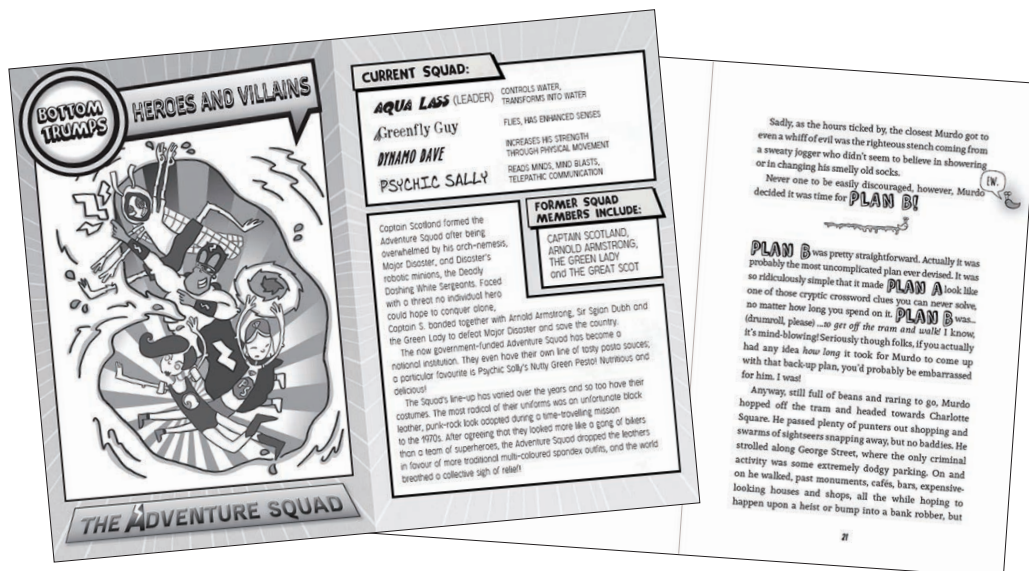 BOTTOM
TRUMPS
HEROES AND VILLAINS
THE ADVENTURE SQUAD
CURRENT SQUAD:
AQUA LASS (LEADER)
CONTROLS WATER,
TRANSFORMS INTO WATER
Greenfly Guy
FLIES, HAS ENHANCED SENSES
DYNAMO DAVE
INCREASES HIS STRENGTH
THROUGH PHYSICAL MOVEMENT
PSYCHIC SALLY
READS MINDS, MIND BLASTS,
TELEPATHIC COMMUNICATION
FORMER SQUAD
MEMBERS INCLUDE:
CAPTAIN SCOTLAND,
ARNOLD ARMSTRONG,
THE GREEN LADY
and THE GREAT SCOT
Captain Scotland formed the
Adventure Squad after being
overwhelmed by his arch-nemesis,
Major Disaster, and Disaster's
robotic minions, the Deadly
Dashing White Sergeants. Faced
with a threat no individual hero
could hope to conquer alone,
Captain S. banded together with Arnold Armstrong, Sir Sgian Dubh and
the Green Lady to defeat Major Disaster and save the country.
The now government-funded Adventure Squad has become a
national institution. They even have their own line of tasty pasta sauces;
a particular favourite is Psychic Sally's Nutty Green Pesto! Nutritious and
delicious!
The Squad's line-up has varied over the years and so too have their
costumes. The most radical of their uniforms was an unfortunate black
leather, punk-rock look adopted during a time-travelling mission
to the 1970s. After agreeing that they looked more like a gang of bikers
than a team of superheroes, the Adventure Squad dropped the leathers
in favour of more traditional multi-coloured spandex outfits, and the world
breathed a collective sigh of relief!
Sadly, as the hours ticked by, the closest Murdo got to
even a whiff of evil was the righteous stench coming from
a sweaty jogger who didn't seem to believe in showering
or in changing his smelly old socks.
Never one to be easily discouraged, however, Murdo
decided it was time for PLAN B!
EW.
PLAN B was pretty straightforward. Actually it was
probably the most uncomplicated plan ever devised. It was
so ridiculously simple that it made PLAN A look like
one of those cryptic crossword clues you can never solve,
no matter how long you spend on it. PLAN B was...
(drumroll, please) ...to get off the tram and walk! I know,
it's mind-blowing! Seriously though folks, if you actually
had any idea how long it took for Murdo to come up
with that back-up plan, you'd probably be embarrassed
for him. I was!
Anyway, still full of beans and raring to go, Murdo
hopped off the tram and headed towards Charlotte
Square. He passed plenty of punters out shopping and
swarms of sightseers snapping away, but no baddies. He
strolled along George Street, where the only criminal
activity was some extremely dodgy parking. On and
on he walked, past monuments, cafés, bars, expensive-
looking houses and shops, all the while hoping to
happen upon a heist or bump into a bank robber, but
21